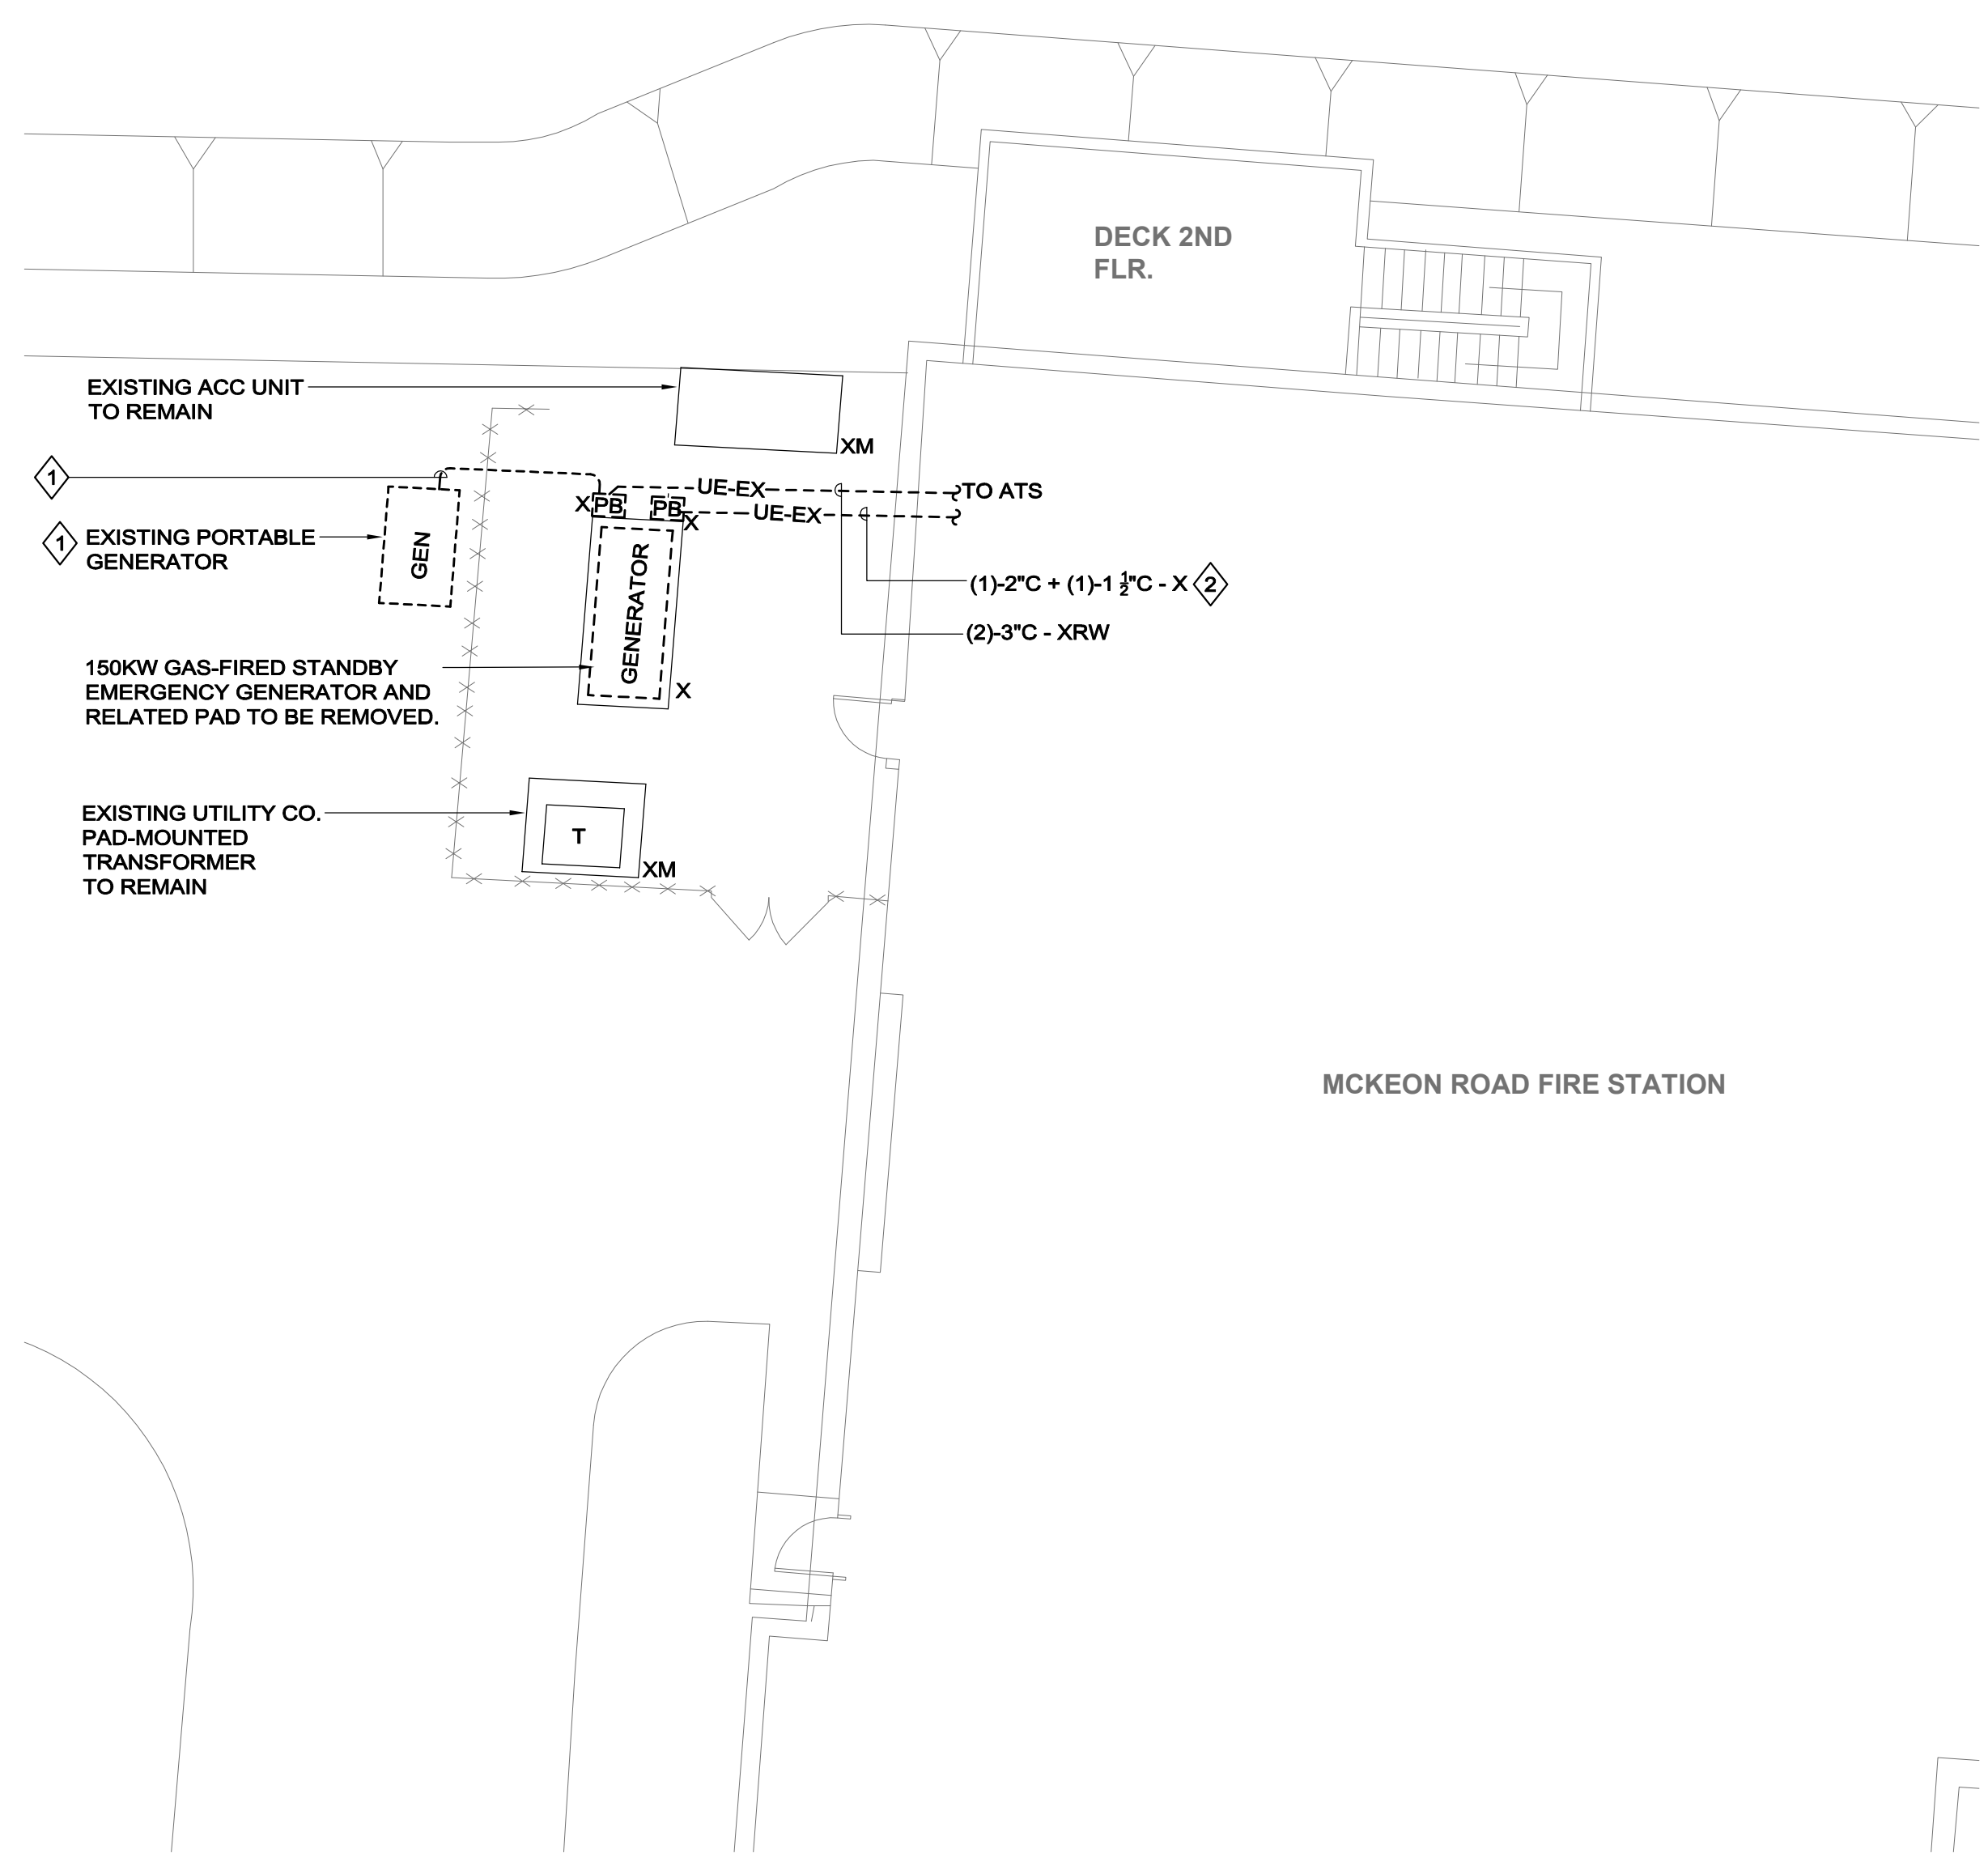 DECK 2ND
FLR.
EXISTING ACC UNIT
TO REMAIN
XM
1
1
EXISTING PORTABLE
GENERATOR
GEN
X
PB
PB
X
UE-EX
TO ATS
UE-EX
GENERATOR
(1)-2"C + (1)-1 1/2"C - X
2
(2)-3"C - XRW
150KW GAS-FIRED STANDBY
EMERGENCY GENERATOR AND
RELATED PAD TO BE REMOVED.
X
EXISTING UTILITY CO.
PAD-MOUNTED
TRANSFORMER
TO REMAIN
T
XM
MCKEON ROAD FIRE STATION